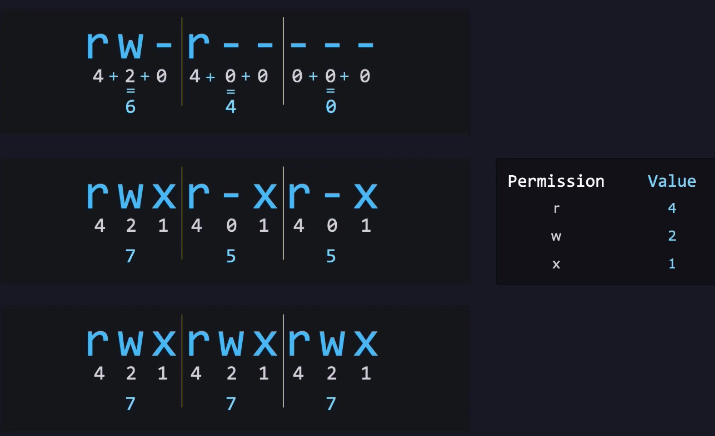 rw-r-----
4+2+0 4+0+0 0+0+0
= = =
6 4 0
rwxr-xr-x
4 2 1 4 0 1 4 0 1
7 5 5
Permission Value
r 4
w 2
x 1
rwxrwxrwx
4 2 1 4 2 1 4 2 1
7 7 7